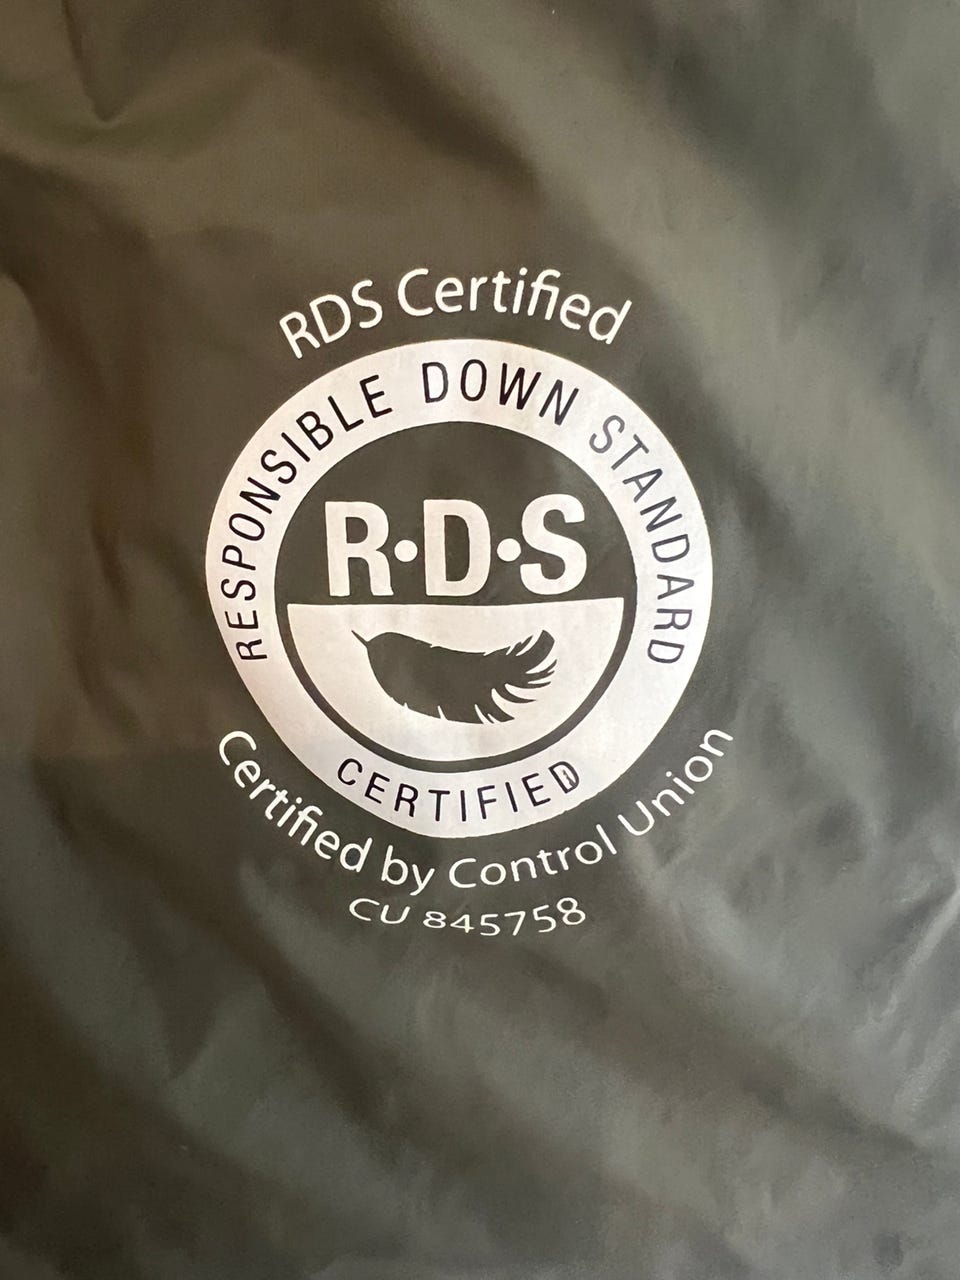 RDS Certified
RESPONSIBLE DOWN STANDARD
R·D·S
CERTIFIED
Certified by Control Union
CU 845758